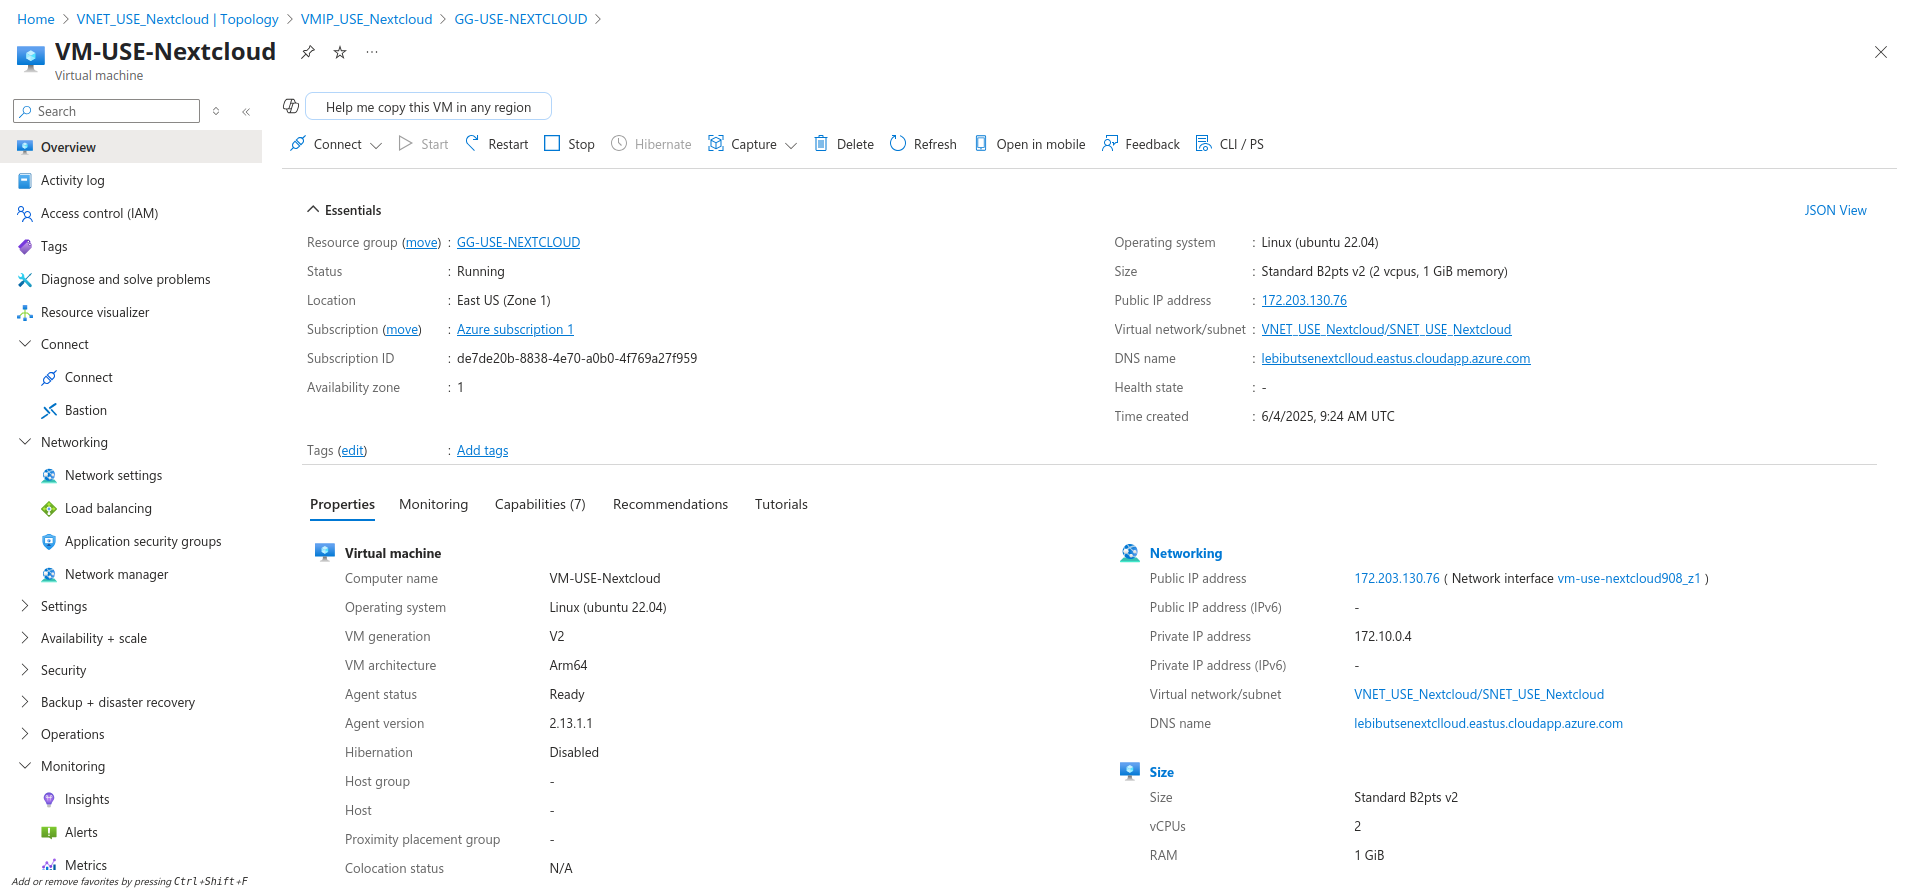 Home > VNET_USE_Nextcloud | Topology > VMIP_USE_Nextcloud > GG-USE-NEXTCLOUD >
VM-USE-Nextcloud ...
Virtual machine
Search
Help me copy this VM in any region
Connect Start Restart Stop Hibernate Capture Delete Refresh Open in mobile Feedback CLI / PS
Overview
Activity log
Access control (IAM)
Tags
Diagnose and solve problems
Resource visualizer
Connect
Connect
Bastion
Networking
Network settings
Load balancing
Application security groups
Network manager
Settings
Availability + scale
Security
Backup + disaster recovery
Operations
Monitoring
Insights
Alerts
Metrics
Add or remove favorites by pressing Ctrl+Shift+F
Essentials
JSON View
Resource group (move) : GG-USE-NEXTCLOUD
Status : Running
Location : East US (Zone 1)
Subscription (move) : Azure subscription 1
Subscription ID : de7de20b-8838-4e70-a0b0-4f769a27f959
Availability zone : 1
Operating system : Linux (ubuntu 22.04)
Size : Standard B2pts v2 (2 vcpus, 1 GiB memory)
Public IP address : 172.203.130.76
Virtual network/subnet : VNET_USE_Nextcloud/SNET_USE_Nextcloud
DNS name : lebibutsenextclloud.eastus.cloudapp.azure.com
Health state : -
Time created : 6/4/2025, 9:24 AM UTC
Tags (edit) : Add tags
Properties Monitoring Capabilities (7) Recommendations Tutorials
Virtual machine
Computer name VM-USE-Nextcloud
Operating system Linux (ubuntu 22.04)
VM generation V2
VM architecture Arm64
Agent status Ready
Agent version 2.13.1.1
Hibernation Disabled
Host group -
Host -
Proximity placement group -
Colocation status N/A
Networking
Public IP address 172.203.130.76 ( Network interface vm-use-nextcloud908_z1 )
Public IP address (IPv6) -
Private IP address 172.10.0.4
Private IP address (IPv6) -
Virtual network/subnet VNET_USE_Nextcloud/SNET_USE_Nextcloud
DNS name lebibutsenextclloud.eastus.cloudapp.azure.com
Size
Size Standard B2pts v2
vCPUs 2
RAM 1 GiB